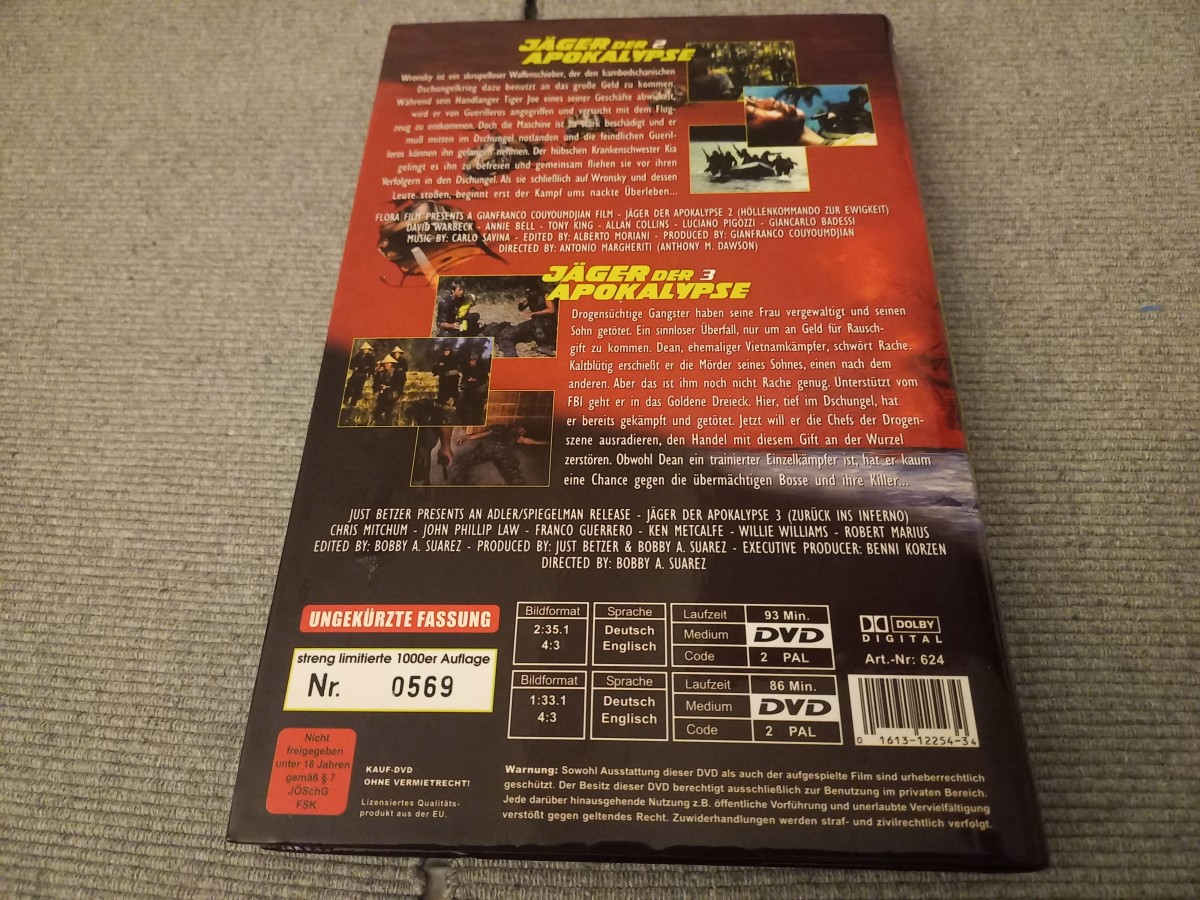 JÄGER DER 2
APOKALYPSE
Wronsky ist ein skrupelloser Waffenschieber, der den kambodschanischen
Dschungelkrieg dazu benutzt an das große Geld zu kommen.
Während sein Handlanger Tiger Joe eines seiner Geschäfte abwickelt,
wird er von Guerilleros angegriffen und versucht mit dem Flug-
zeug zu entkommen. Doch die Maschine ist zu stark beschädigt und er
muß mitten im Dschungel notlanden und die feindlichen Gueril-
leros können ihn gefangen nehmen. Der hübschen Krankenschwester Kia
gelingt es ihn zu befreien und gemeinsam fliehen sie vor ihren
Verfolgern in den Dschungel. Als sie schließlich auf Wronsky und dessen
Leute stoßen, beginnt erst der Kampf ums nackte Überleben...
FLORA FILM PRESENTS A GIANFRANCO COUYOUMDJIAN FILM - JÄGER DER APOKALYPSE 2 (HÖLLENKOMMANDO ZUR EWIGKEIT)
DAVID WARBECK - ANNIE BELL - TONY KING - ALLAN COLLINS - LUCIANO PIGOZZI - GIANCARLO BADESSI
MUSIC BY: CARLO SAVINA - EDITED BY: ALBERTO MORIANI - PRODUCED BY: GIANFRANCO COUYOUMDJIAN
DIRECTED BY: ANTONIO MARGHERITI (ANTHONY M. DAWSON)
JÄGER DER 3
APOKALYPSE
Drogensüchtige Gangster haben seine Frau vergewaltigt und seinen
Sohn getötet. Ein sinnloser Überfall, nur um an Geld für Rausch-
gift zu kommen. Dean, ehemaliger Vietnamkämpfer, schwört Rache.
Kaltblütig erschießt er die Mörder seines Sohnes, einen nach dem
anderen. Aber das ist ihm noch nicht Rache genug. Unterstützt vom
FBI geht er in das Goldene Dreieck. Hier, tief im Dschungel, hat
er bereits gekämpft und getötet. Jetzt will er die Chefs der Drogen-
szene ausradieren, den Handel mit diesem Gift an der Wurzel
zerstören. Obwohl Dean ein trainierter Einzelkämpfer ist, hat er kaum
eine Chance gegen die übermächtigen Bosse und ihre Killer...
JUST BETZER PRESENTS AN ADLER/SPIEGELMAN RELEASE - JÄGER DER APOKALYPSE 3 (ZURÜCK INS INFERNO)
CHRIS MITCHUM - JOHN PHILLIP LAW - FRANCO GUERRERO - KEN METCALFE - WILLIE WILLIAMS - ROBERT MARIUS
EDITED BY: BOBBY A. SUAREZ - PRODUCED BY: JUST BETZER & BOBBY A. SUAREZ - EXECUTIVE PRODUCER: BENNI KORZEN
DIRECTED BY: BOBBY A. SUAREZ
UNGEKÜRZTE FASSUNG
streng limitierte 1000er Auflage
Nr. 0569
Bildformat
2:35.1
4:3
Sprache
Deutsch
Englisch
Laufzeit 93 Min.
Medium DVD
Code 2 PAL
Bildformat
1:33.1
4:3
Sprache
Deutsch
Englisch
Laufzeit 86 Min.
Medium DVD
Code 2 PAL
DOLBY
DIGITAL
Art.-Nr: 624
0 1613-12254-3 4
Nicht
freigegeben
unter 18 Jahren
gemäß § 7
JÖSchG
FSK
KAUF-DVD
OHNE VERMIETRECHT!
Lizensiertes Qualitäts-
produkt aus der EU.
Warnung: Sowohl Ausstattung dieser DVD als auch der aufgespielte Film sind urheberrechtlich
geschützt. Der Besitz dieser DVD berechtigt ausschließlich zur Benutzung im privaten Bereich.
Jede darüber hinausgehende Nutzung z.B. öffentliche Vorführung und unerlaubte Vervielfältigung
verstößt gegen geltendes Recht. Zuwiderhandlungen werden straf- und zivilrechtlich verfolgt.